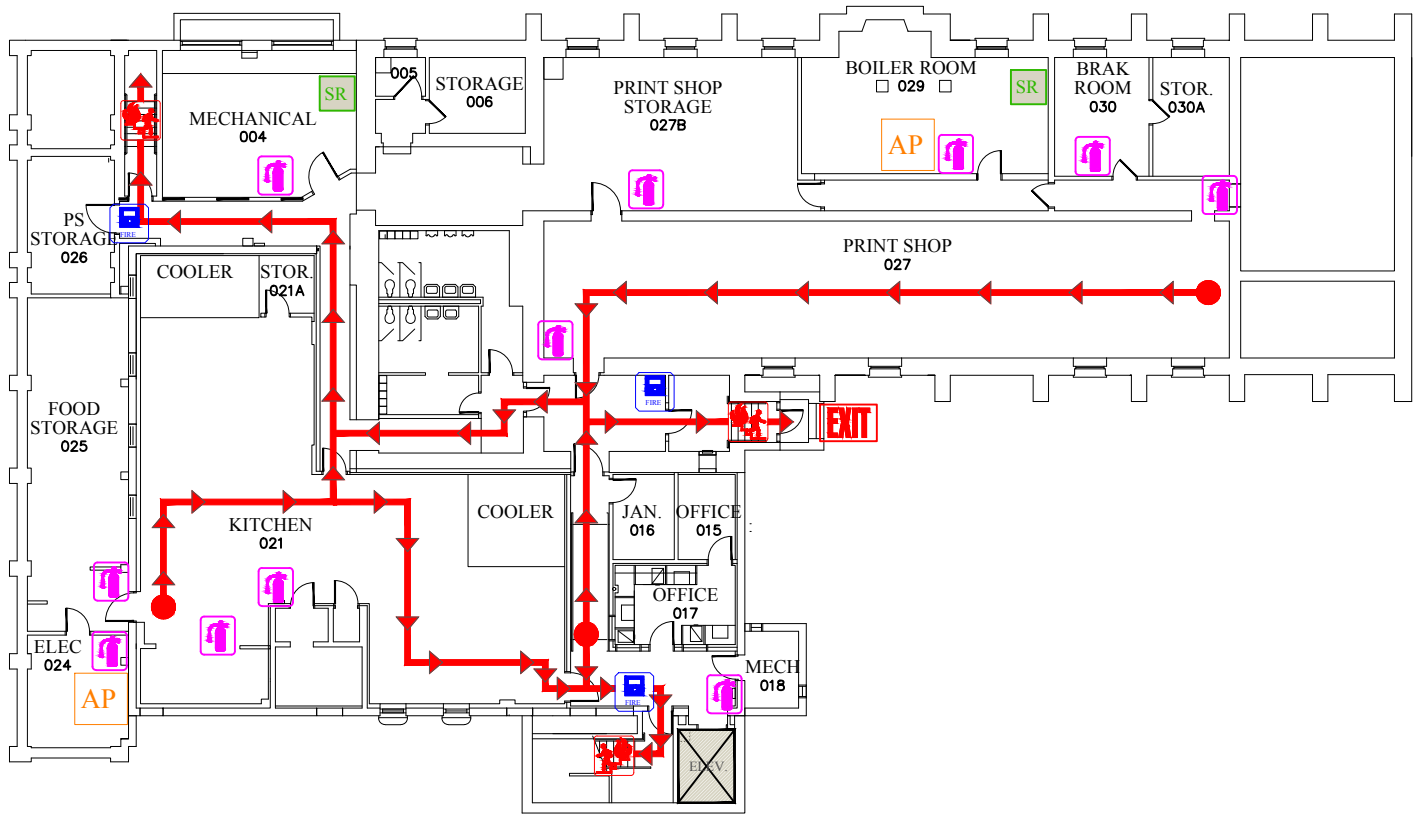 005
STORAGE
006
SR
MECHANICAL
004
PRINT SHOP
STORAGE
027B
BOILER ROOM
029
SR
AP
BRAK
ROOM
030
STOR.
030A
PS
STORAGE
026
FIRE
COOLER
STOR.
021A
PRINT SHOP
027
FOOD
STORAGE
025
FIRE
EXIT
KITCHEN
021
COOLER
JAN.
016
OFFICE
015
OFFICE
017
ELEC
024
AP
MECH
018
FIRE
ELEV.